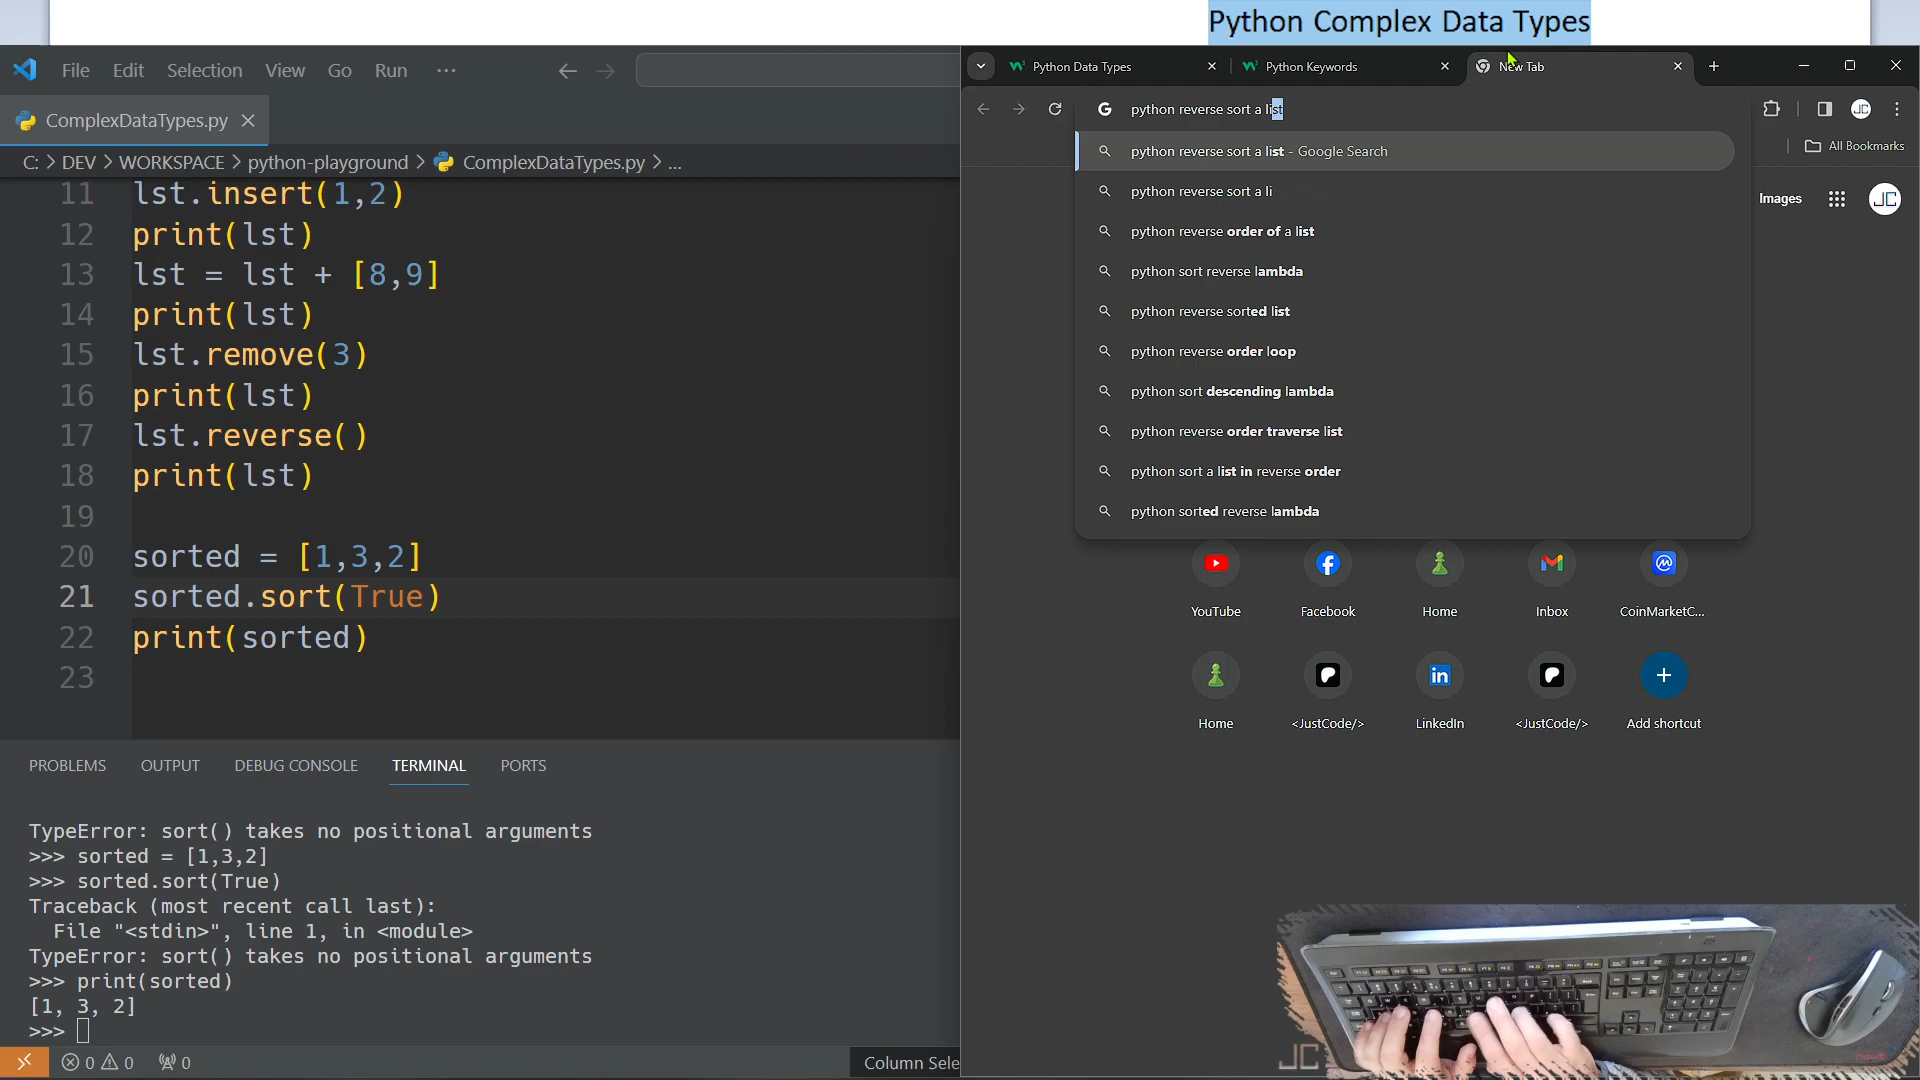 Python Complex Data Types
File Edit Selection View Go Run ···
ComplexDataTypes.py
C: > DEV > WORKSPACE > python-playground > ComplexDataTypes.py > ...
11 lst.insert(1,2)
12 print(lst)
13 lst = lst + [8,9]
14 print(lst)
15 lst.remove(3)
16 print(lst)
17 lst.reverse()
18 print(lst)
19
20 sorted = [1,3,2]
21 sorted.sort(True)
22 print(sorted)
23
PROBLEMS OUTPUT DEBUG CONSOLE TERMINAL PORTS
TypeError: sort() takes no positional arguments
>>> sorted = [1,3,2]
>>> sorted.sort(True)
Traceback (most recent call last):
File "<stdin>", line 1, in <module>
TypeError: sort() takes no positional arguments
>>> print(sorted)
[1, 3, 2]
>>>
0 0 0 Column Sele
Python Data Types Python Keywords New Tab
python reverse sort a list
All Bookmarks
python reverse sort a list - Google Search
python reverse sort a li
python reverse order of a list
python sort reverse lambda
python reverse sorted list
python reverse order loop
python sort descending lambda
python reverse order traverse list
python sort a list in reverse order
python sorted reverse lambda
Images JC
YouTube Facebook Home Inbox CoinMarketC...
Home <JustCode/> LinkedIn <JustCode/> Add shortcut
JC